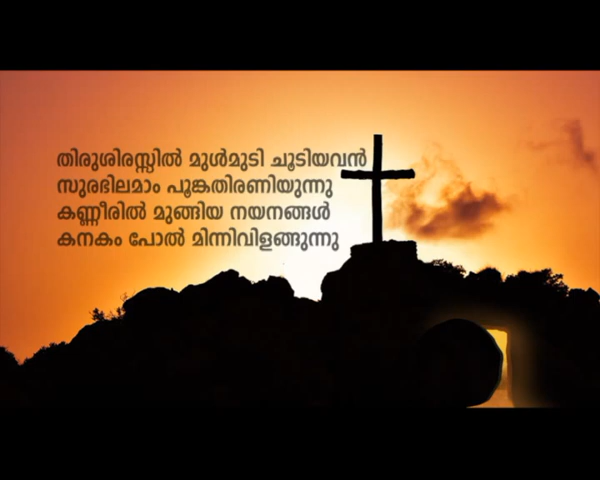 തിരുശിരസ്സിൽ മുൾമുടി ചൂടിയവൻ
സുരഭിലമാം പൂങ്കതിരണിയുന്നു
കണ്ണീരിൽ മുങ്ങിയ നയനങ്ങൾ
കനകം പോൽ മിന്നിവിളങ്ങുന്നു